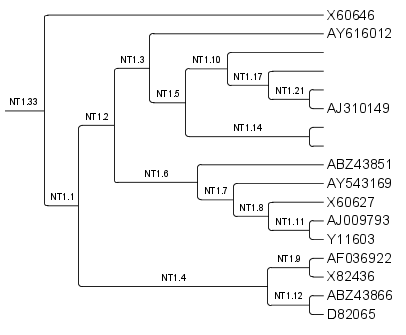 X60646
AY616012
NT1.3
NT1.10
NT1.17
NT1.21
NT1.5
NT1.33
AJ310149
NT1.2
NT1.14
ABZ43851
NT1.6
AY543169
NT1.7
NT1.1
X60627
NT1.8
AJ009793
NT1.11
Y11603
AF036922
NT1.9
X82436
NT1.4
ABZ43866
NT1.12
D82065